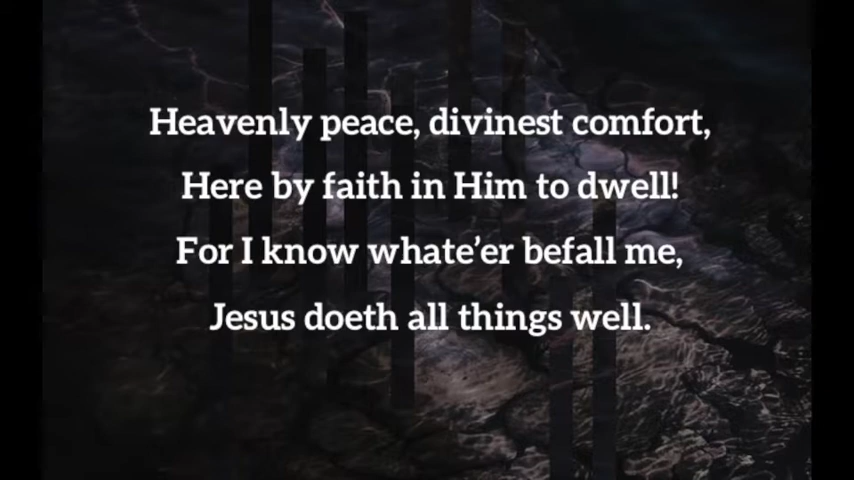 Heavenly peace, divinest comfort,
Here by faith in Him to dwell!
For I know whate’er befall me,
Jesus doeth all things well.